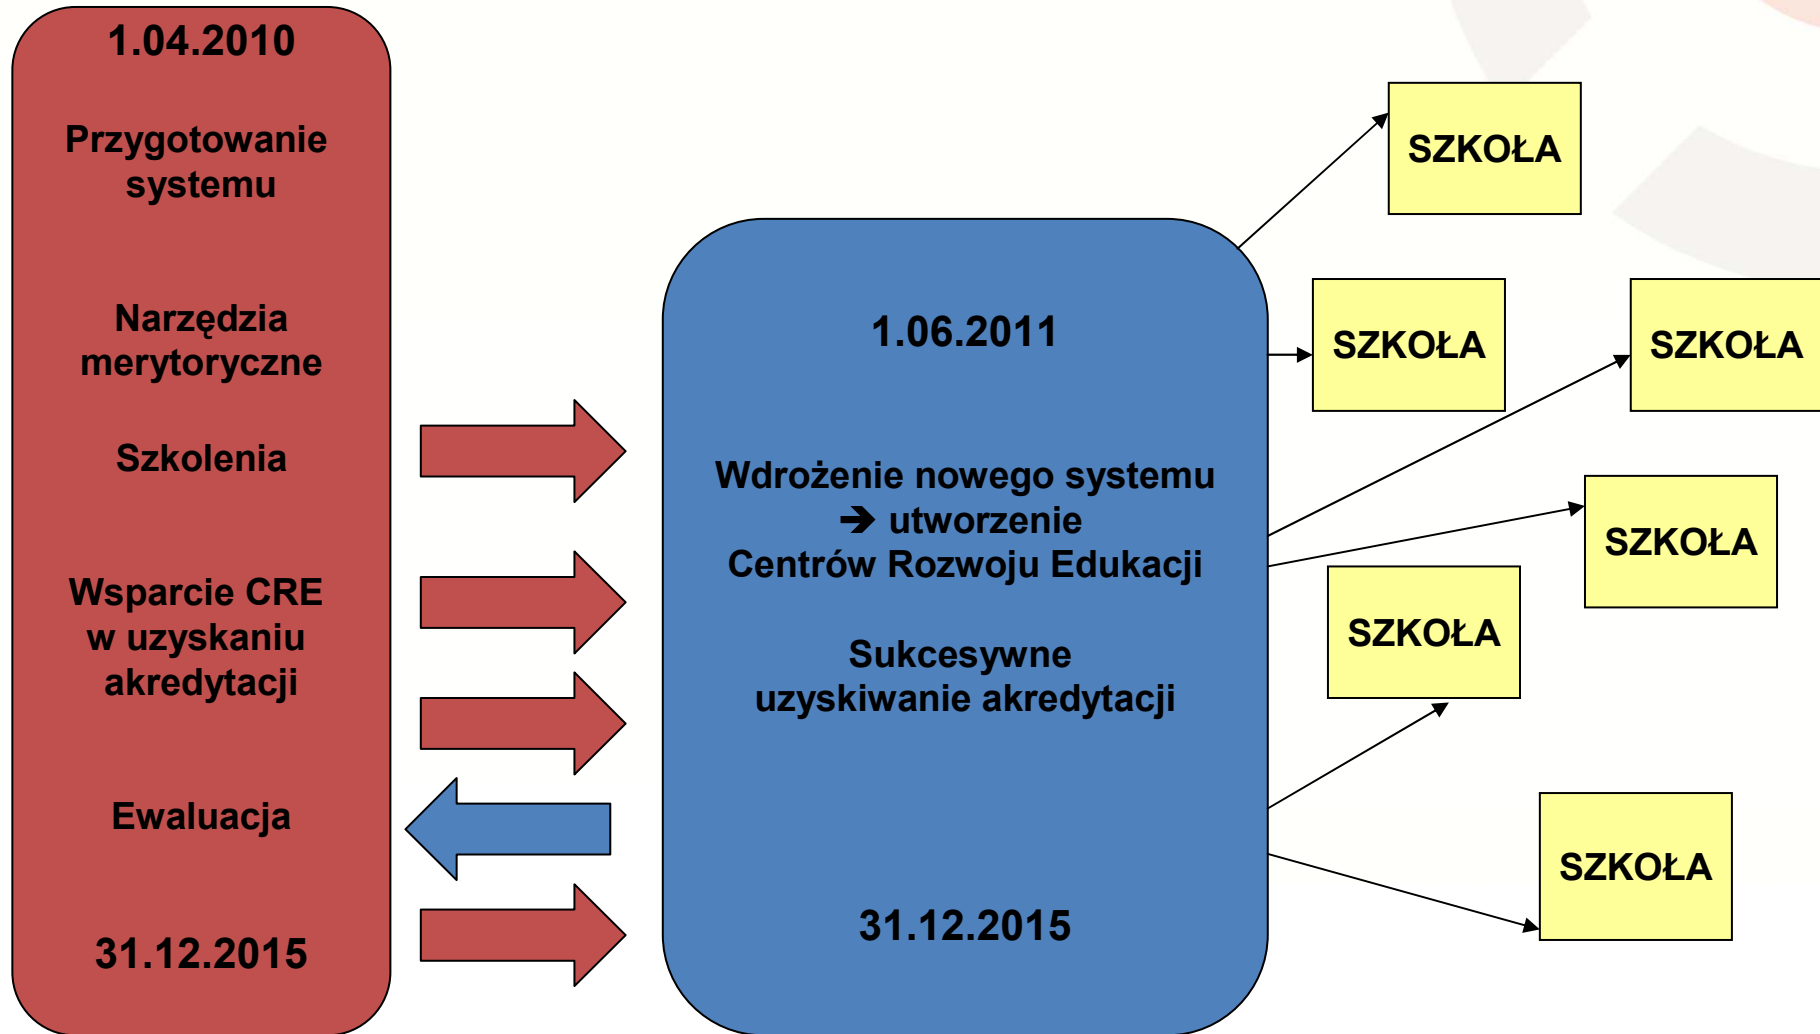 1.04.2010
Przygotowanie
systemu
Narzędzia
merytoryczne
Szkolenia
Wsparcie CRE
w uzyskaniu
akredytacji
Ewaluacja
31.12.2015
1.06.2011
Wdrożenie nowego systemu
➔ utworzenie
Centrów Rozwoju Edukacji
Sukcesywne
uzyskiwanie akredytacji
31.12.2015
SZKOŁA
SZKOŁA
SZKOŁA
SZKOŁA
SZKOŁA
SZKOŁA